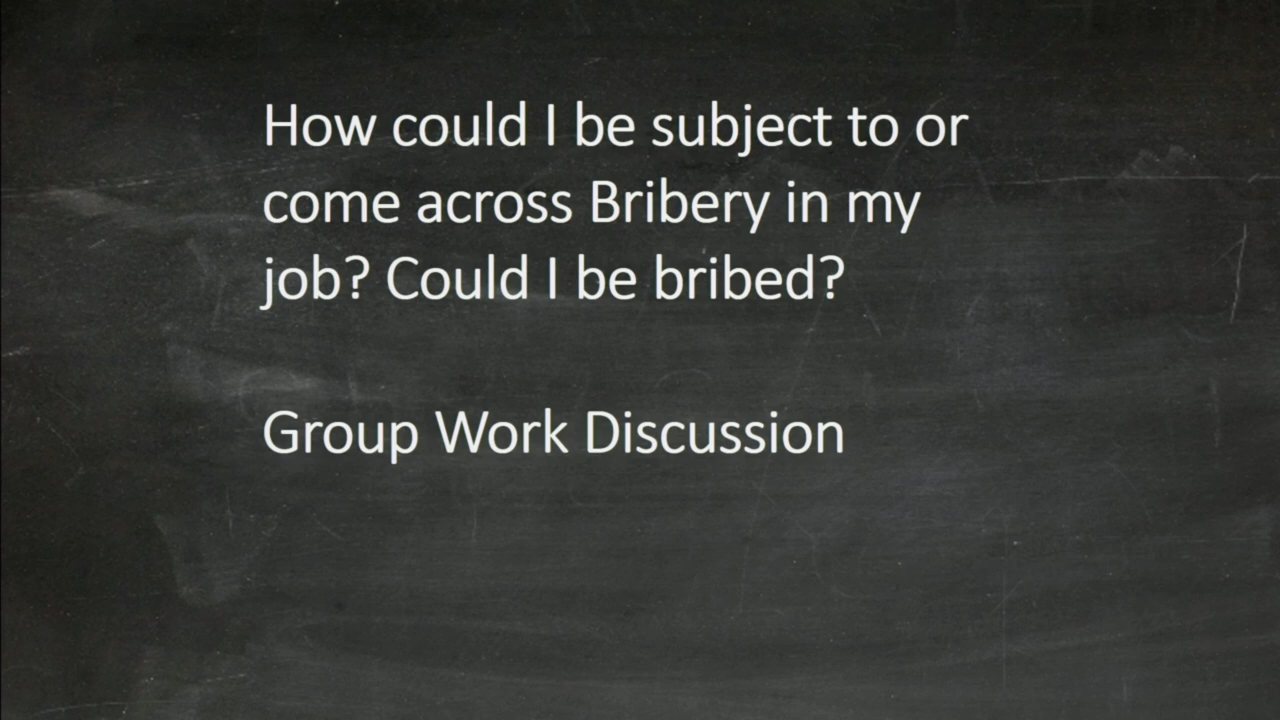 How could I be subject to or
come across Bribery in my
job? Could I be bribed?
Group Work Discussion